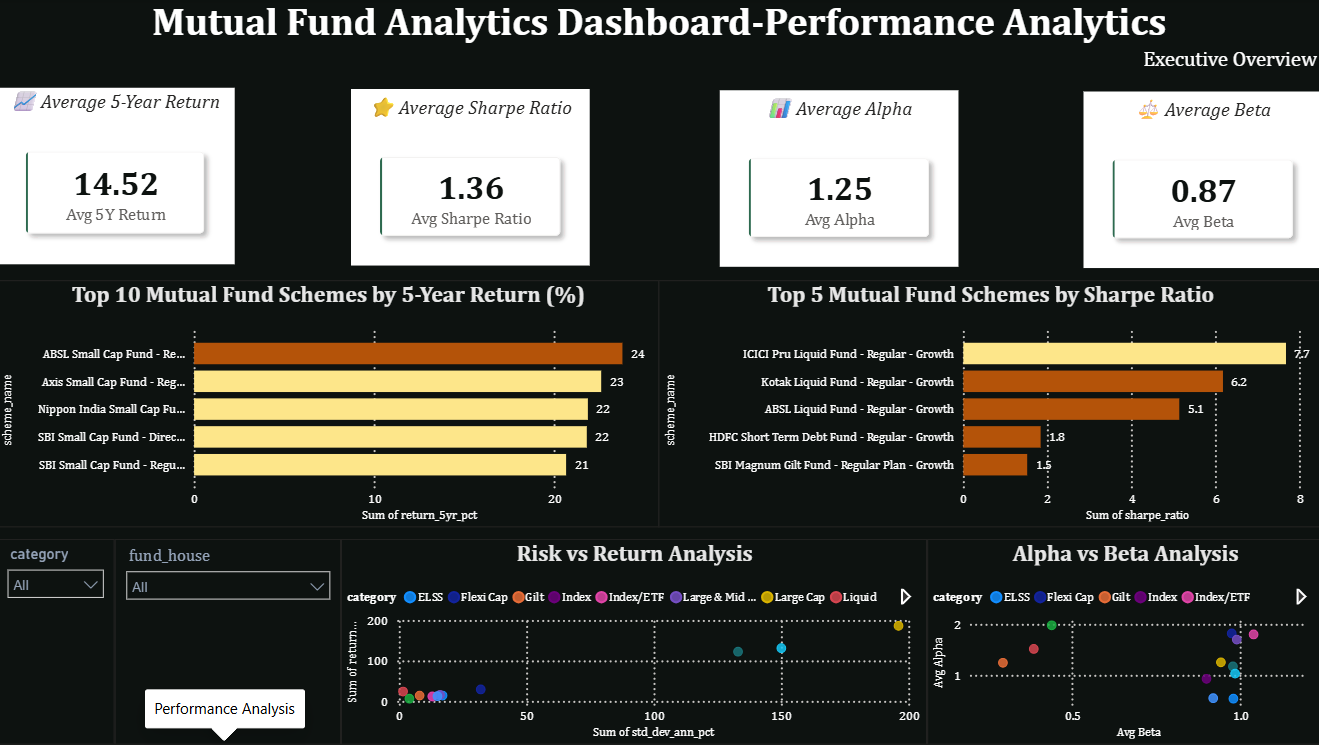 Mutual Fund Analytics Dashboard-Performance Analytics
Executive Overview
Average 5-Year Return
14.52
Avg 5Y Return
Average Sharpe Ratio
1.36
Avg Sharpe Ratio
Average Alpha
1.25
Avg Alpha
Average Beta
0.87
Avg Beta
Top 10 Mutual Fund Schemes by 5-Year Return (%)
scheme_name
ABSL Small Cap Fund - Re... 24
Axis Small Cap Fund - Reg... 23
Nippon India Small Cap Fu... 22
SBI Small Cap Fund - Direc... 22
SBI Small Cap Fund - Regu... 21
0 10 20
Sum of return_5yr_pct
Top 5 Mutual Fund Schemes by Sharpe Ratio
scheme_name
ICICI Pru Liquid Fund - Regular - Growth 7.7
Kotak Liquid Fund - Regular - Growth 6.2
ABSL Liquid Fund - Regular - Growth 5.1
HDFC Short Term Debt Fund - Regular - Growth 1.8
SBI Magnum Gilt Fund - Regular Plan - Growth 1.5
0 2 4 6 8
Sum of sharpe_ratio
category
All
fund_house
All
Performance Analysis
Risk vs Return Analysis
category ELSS Flexi Cap Gilt Index Index/ETF Large & Mid ... Large Cap Liquid
Sum of return...
200
100
0
0 50 100 150 200
Sum of std_dev_ann_pct
Alpha vs Beta Analysis
category ELSS Flexi Cap Gilt Index Index/ETF
Avg Alpha
2
1
0.5 1.0
Avg Beta